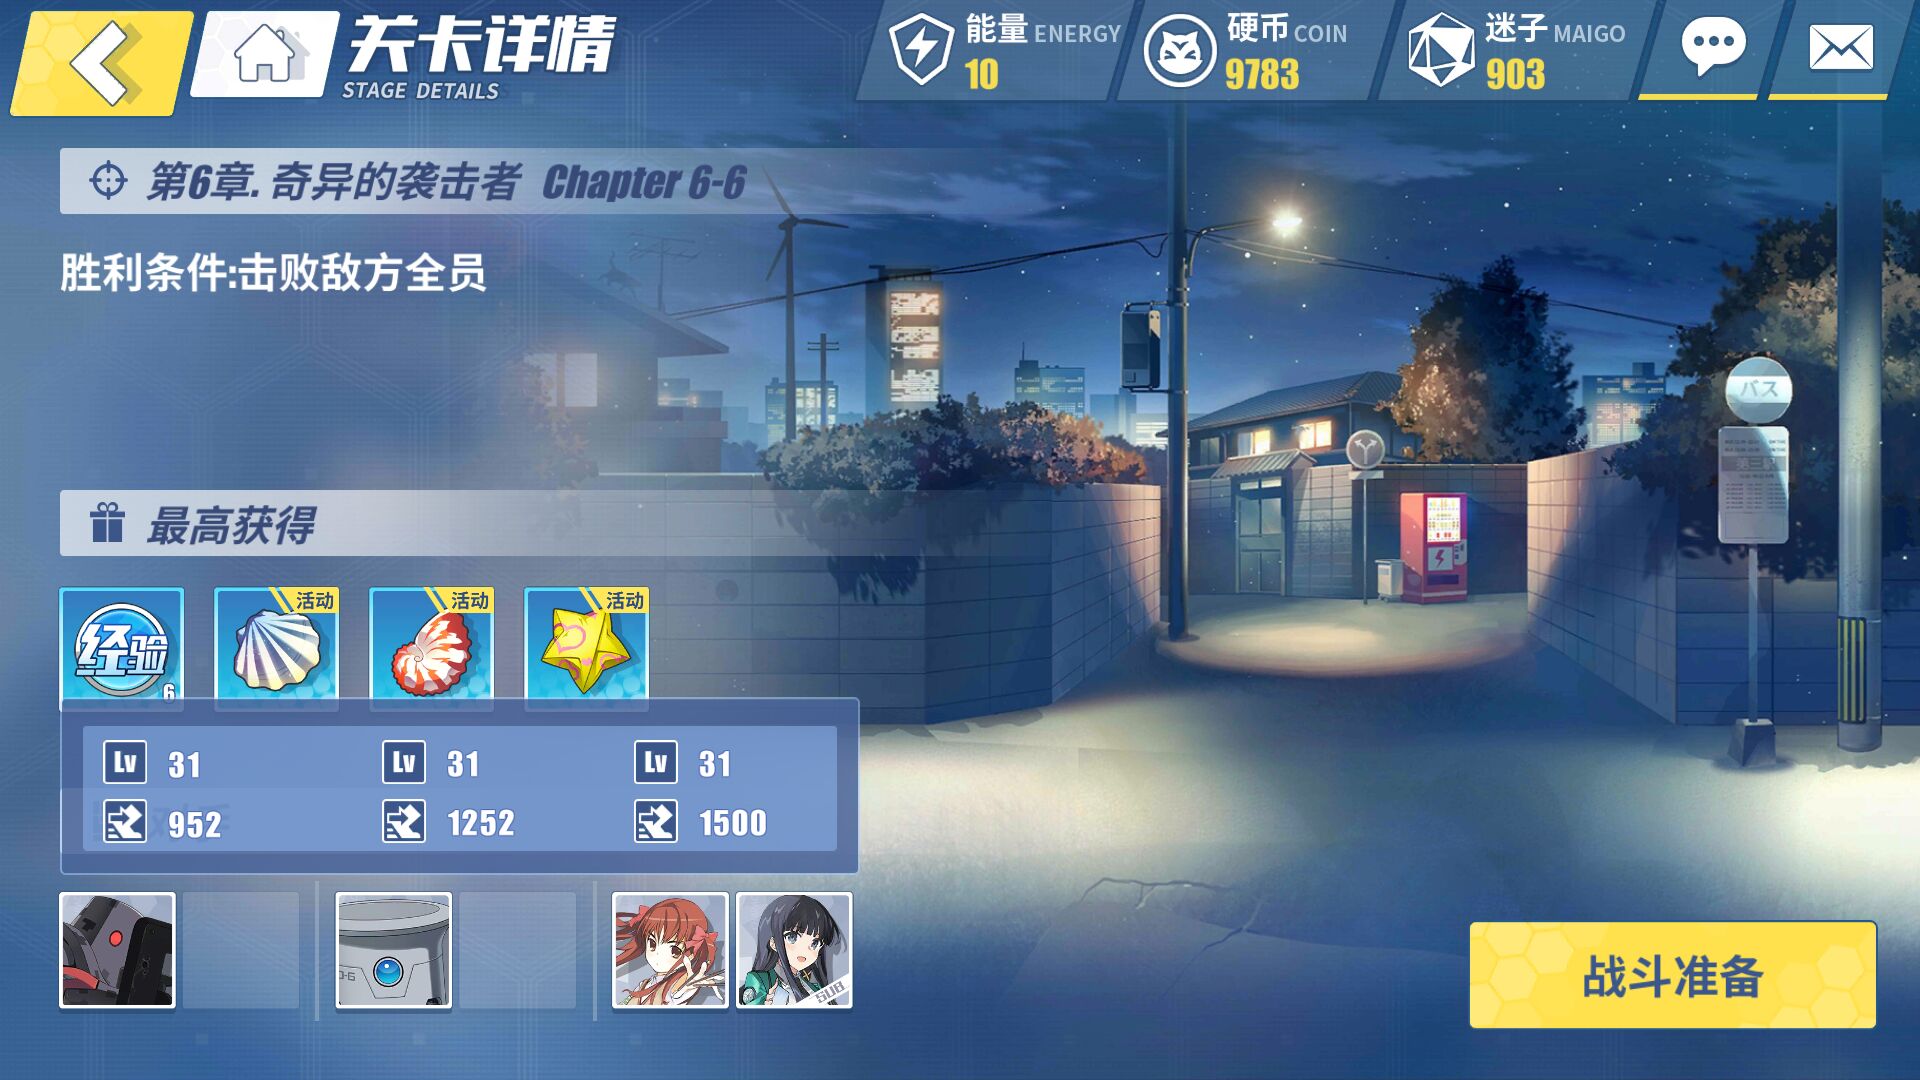 关卡详情
STAGE DETAILS
能量 ENERGY
10
硬币 COIN
9783
迷子 MAIGO
903
第6章. 奇异的袭击者 Chapter 6-6
胜利条件:击败敌方全员
バス
最高获得
经验
6
活动
活动
活动
Lv 31
Lv 31
Lv 31
952
1252
1500
SUB
战斗准备